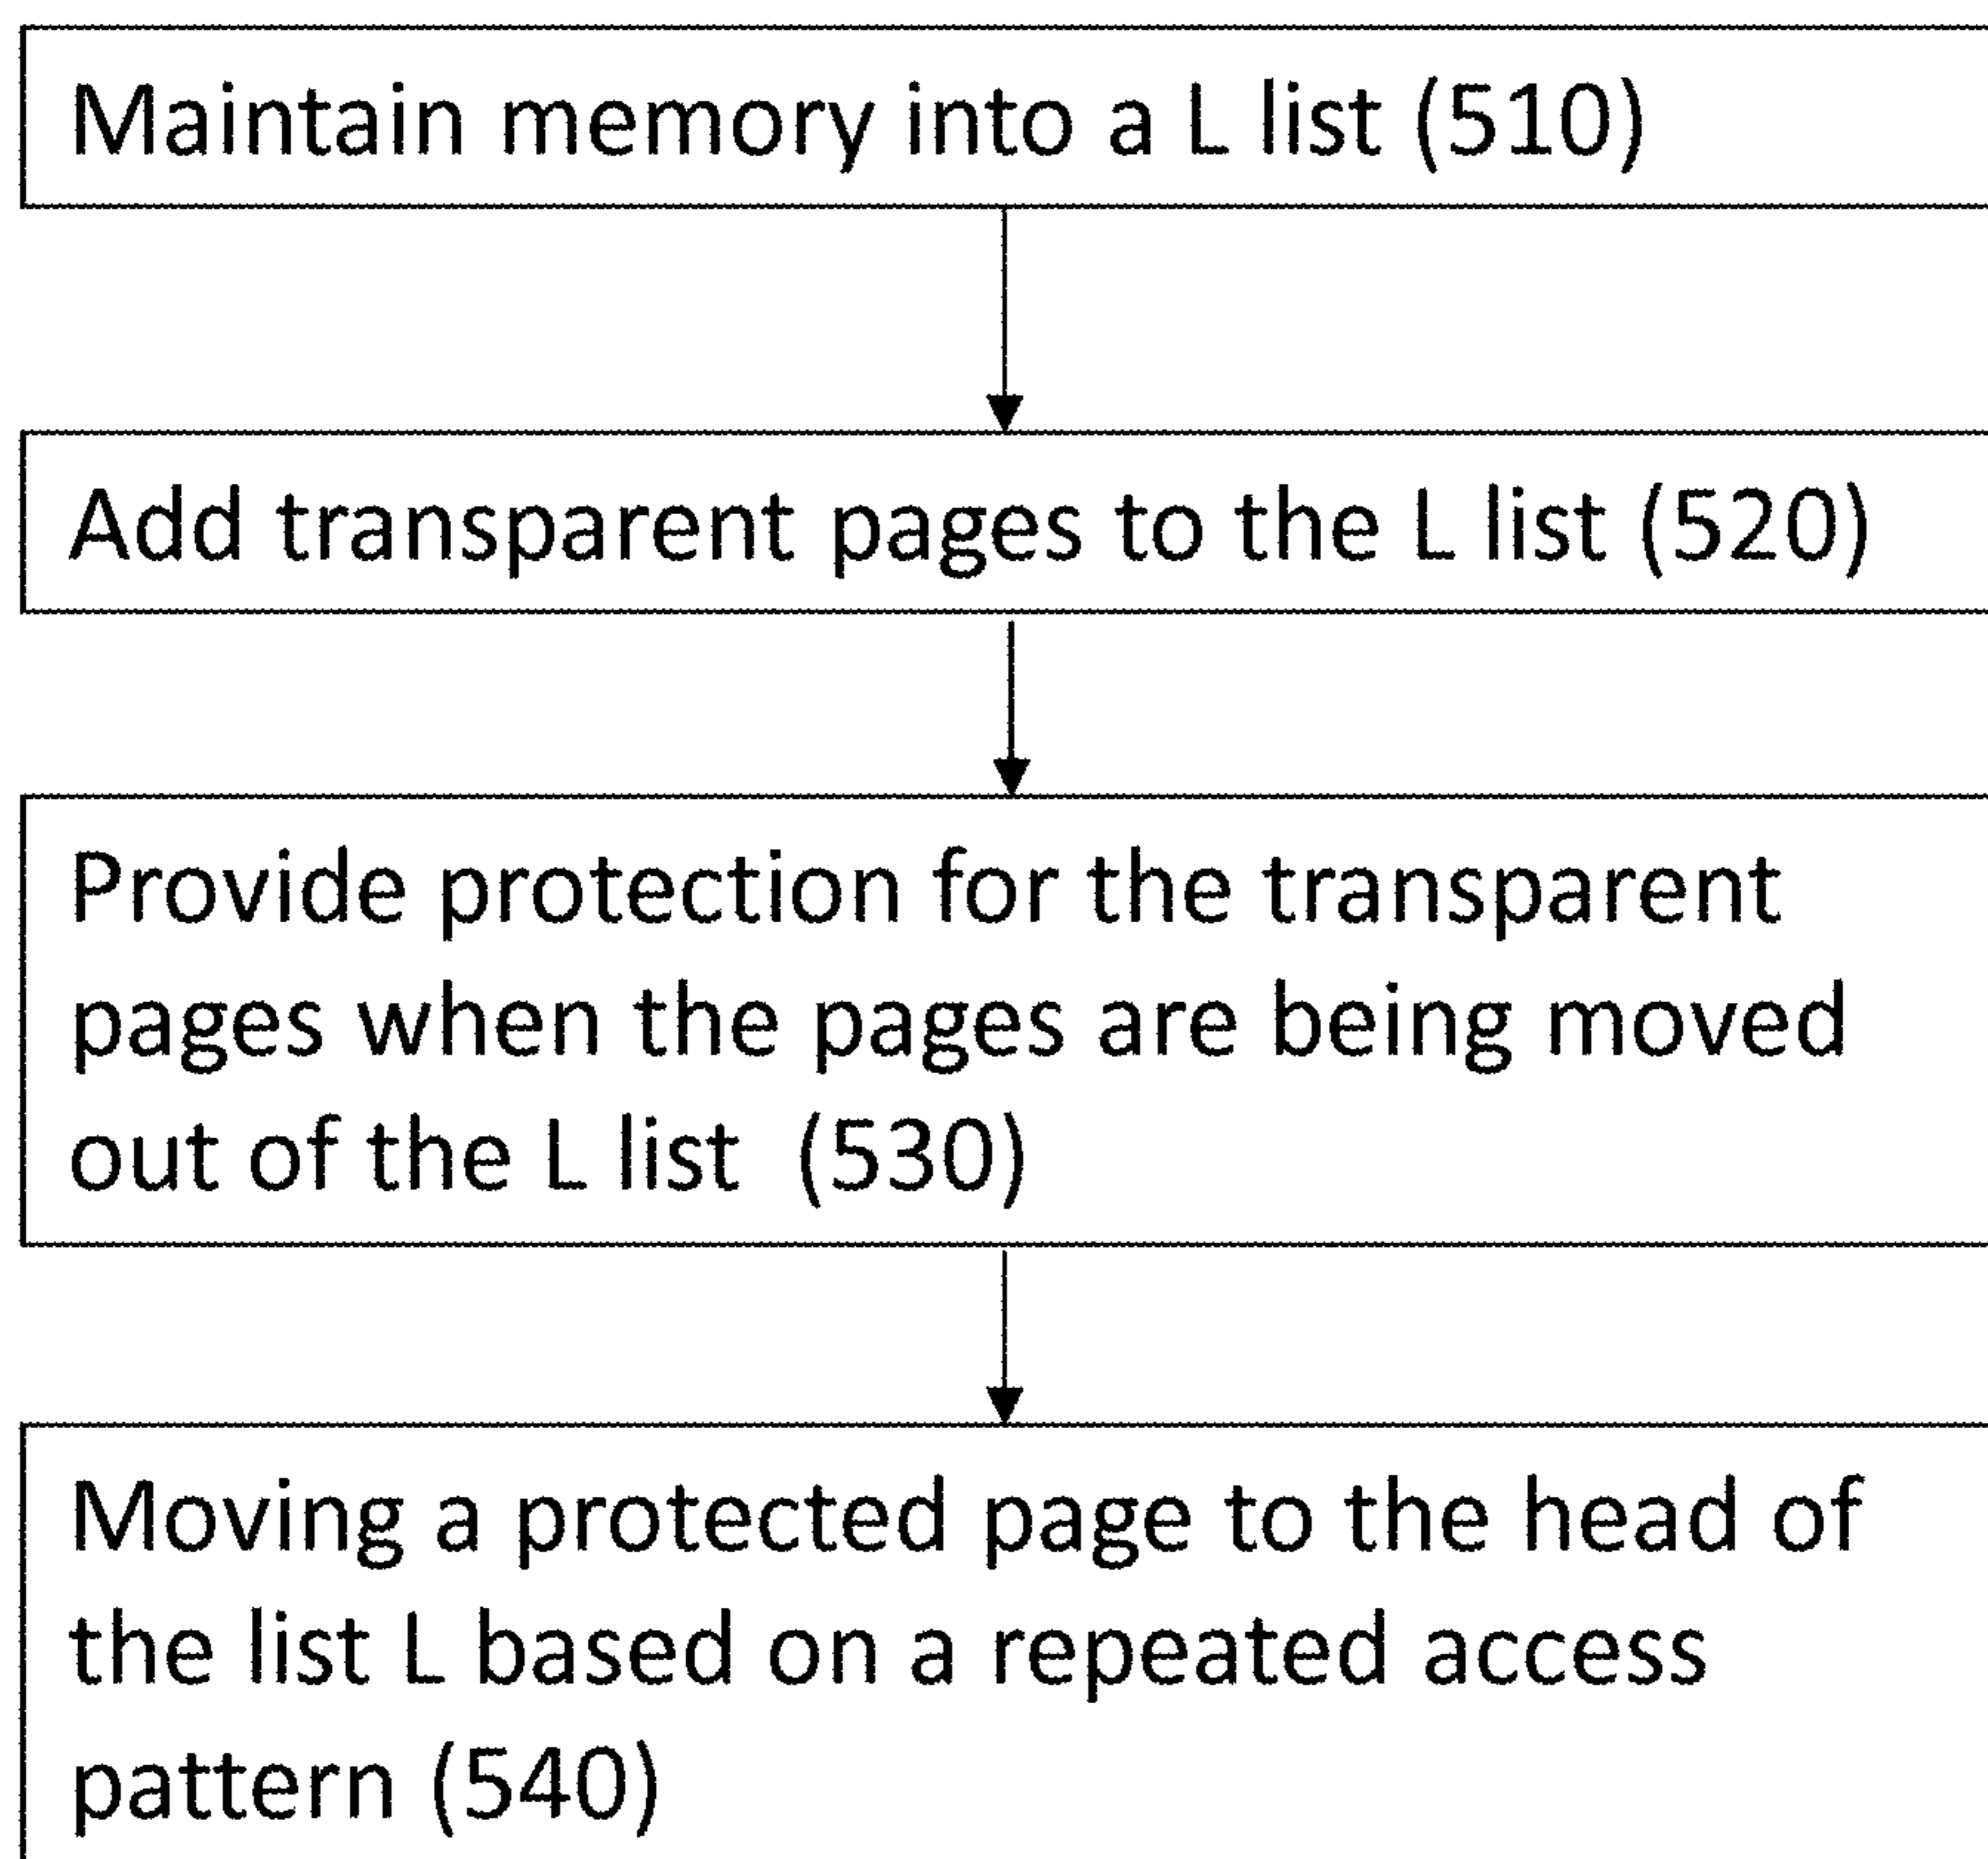 Maintain memory into a L list (510)
Add transparent pages to the L list (520)
Provide protection for the transparent
pages when the pages are being moved
out of the L list  (530)
Moving a protected page to the head of
the list L based on a repeated access
pattern (540)